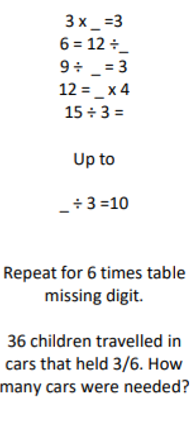 3 x _ =3
6 = 12 ÷_
9 ÷ _ = 3
12 = _ x 4
15 ÷ 3 =
Up to
_ ÷ 3 =10
Repeat for 6 times table
missing digit.
36 children travelled in
cars that held 3/6. How
many cars were needed?